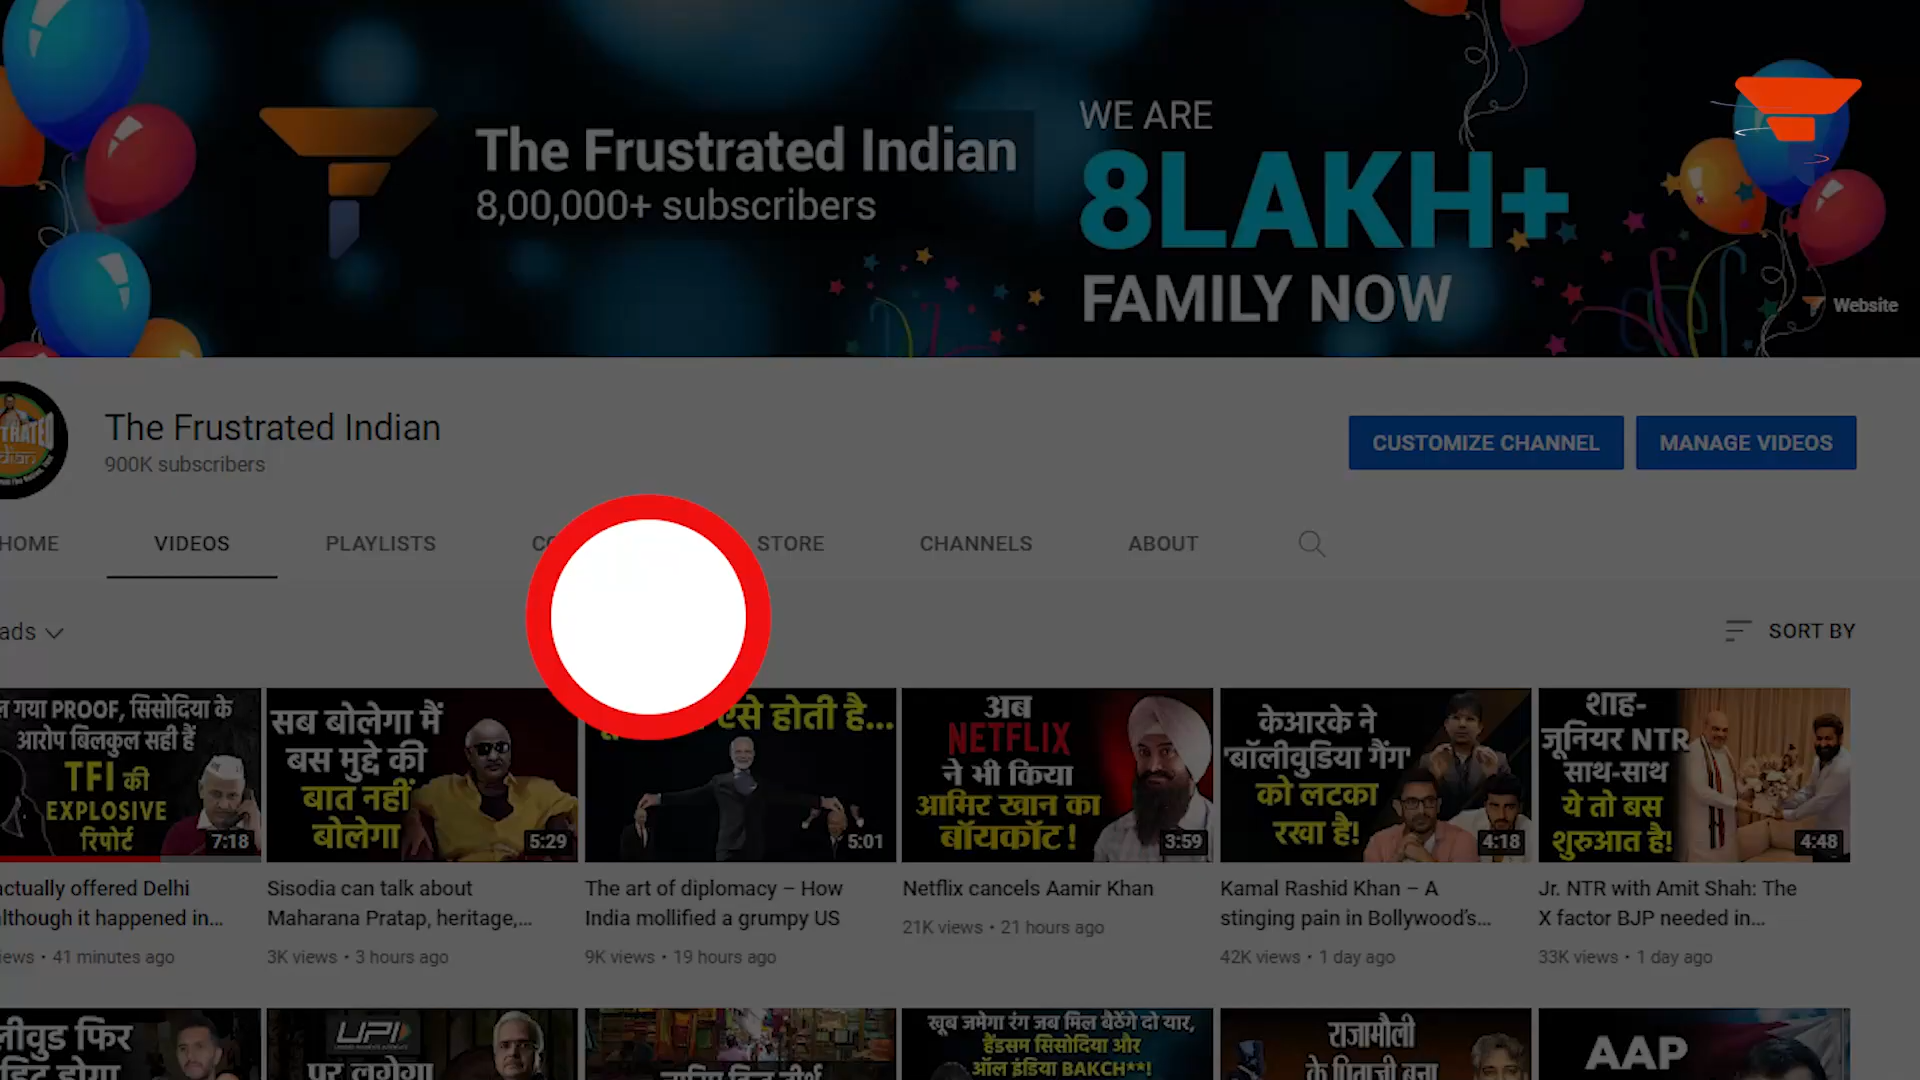 The Frustrated Indian
8,00,000+ subscribers
WE ARE
8LAKH+
FAMILY NOW
Website
The Frustrated Indian
900K subscribers
CUSTOMIZE CHANNEL
MANAGE VIDEOS
HOME
VIDEOS
PLAYLISTS
STORE
CHANNELS
ABOUT
SORT BY
गया PROOF, सिसोदिया के
आरोप बिलकुल सही हैं
TFI की
EXPLOSIVE
रिपोर्ट
7:18
सब बोलेगा मैं
बस मुद्दे की
बात नहीं
बोलेगा
5:29
ऐसे होती है...
5:01
अब
NETFLIX
ने भी किया
आमिर खान का
बॉयकॉट !
3:59
केआरके ने
'बॉलीवुडिया गैंग'
को लटका
रखा है!
4:18
शाह-
जूनियर NTR
साथ-साथ
ये तो बस
शुरुआत है!
4:48
actually offered Delhi
although it happened in...
41 minutes ago
Sisodia can talk about
Maharana Pratap, heritage,...
3K views • 3 hours ago
The art of diplomacy – How
India mollified a grumpy US
9K views • 19 hours ago
Netflix cancels Aamir Khan
21K views • 21 hours ago
Kamal Rashid Khan – A
stinging pain in Bollywood's...
42K views • 1 day ago
Jr. NTR with Amit Shah: The
X factor BJP needed in...
33K views • 1 day ago
फिर
UPI
पर लगेगा
खूब जमेगा रंग जब मिल बैठेंगे दो यार,
हैंडसम सिसोदिया और
ऑल इंडिया BAKCH**!
राजामौली
के पिताजी बना
AAP